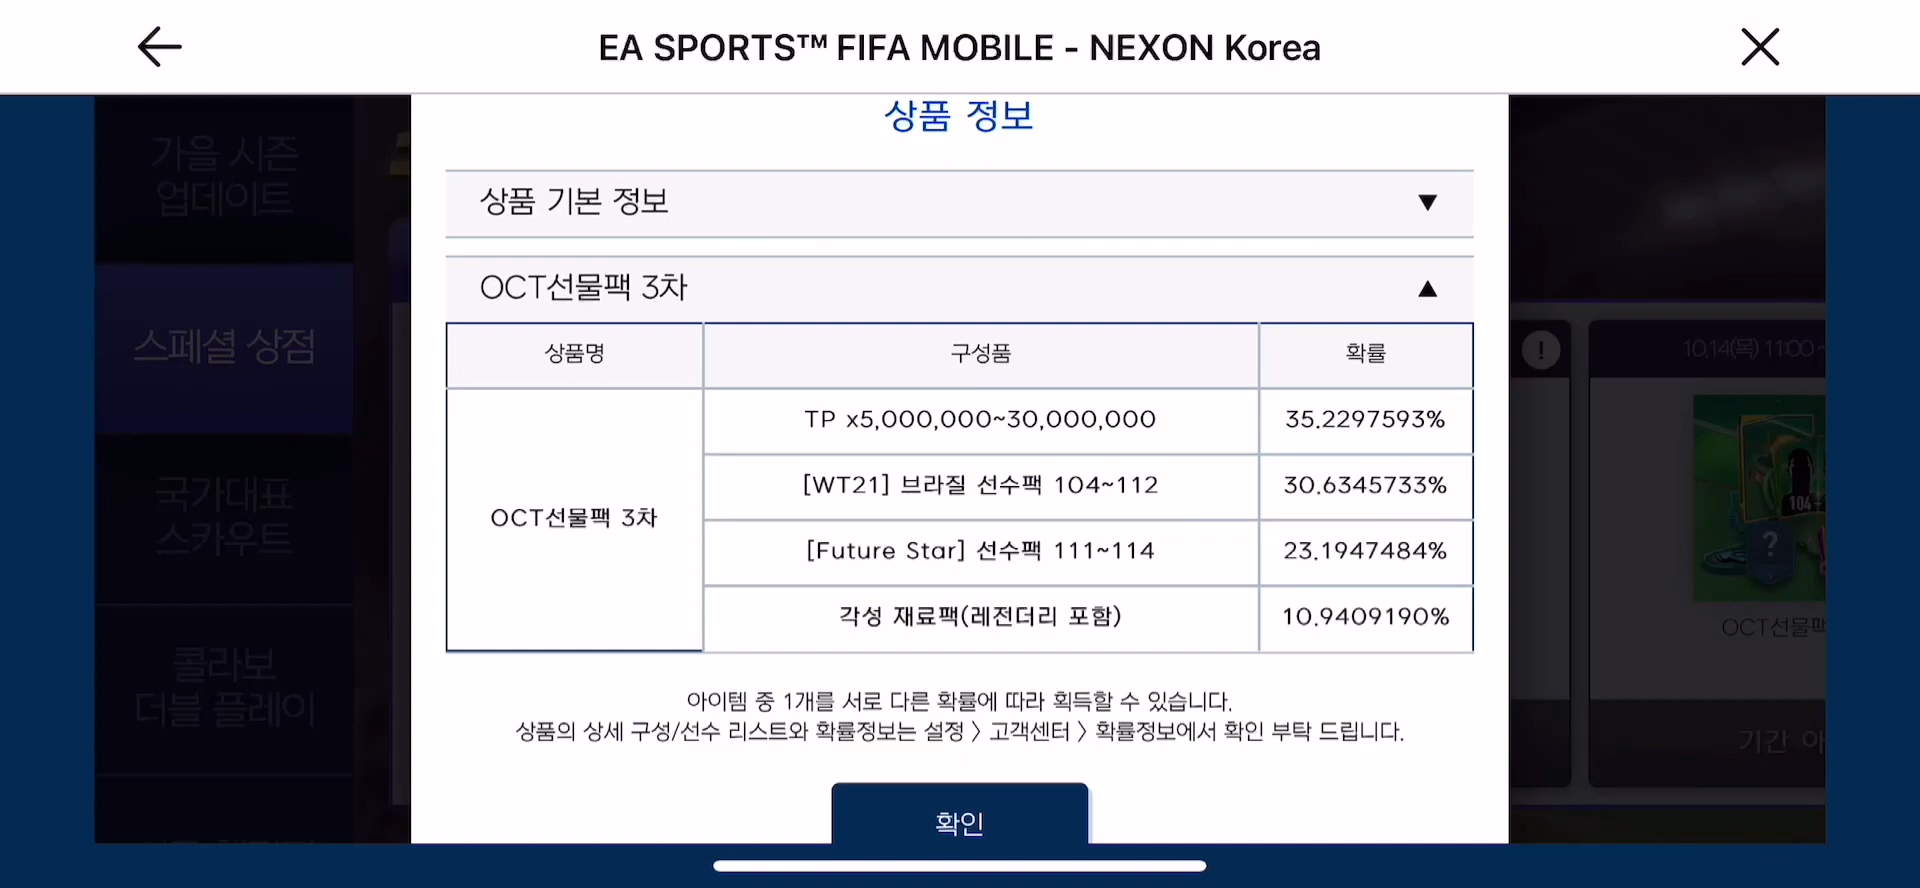 EA SPORTS™ FIFA MOBILE - NEXON Korea
상품 정보
상품 기본 정보 ▼
OCT선물팩 3차 ▲
상품명 구성품 확률
OCT선물팩 3차
TP x5,000,000~30,000,000 35.2297593%
[WT21] 브라질 선수팩 104~112 30.6345733%
[Future Star] 선수팩 111~114 23.1947484%
각성 재료팩(레전더리 포함) 10.9409190%
아이템 중 1개를 서로 다른 확률에 따라 획득할 수 있습니다.
상품의 상세 구성/선수 리스트와 확률정보는 설정 > 고객센터 > 확률정보에서 확인 부탁 드립니다.
확인
가을 시즌
업데이트
스페셜 상점
국가대표
스카우트
콜라보
더블 플레이
10.14(목) 11:00~
104+
?
OCT선물팩
기간
!